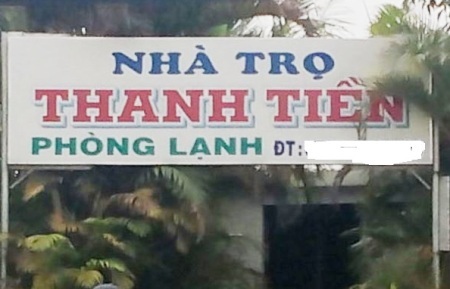 NHÀ TRỌ
THANH TIỀN
PHÒNG LẠNH ĐT: